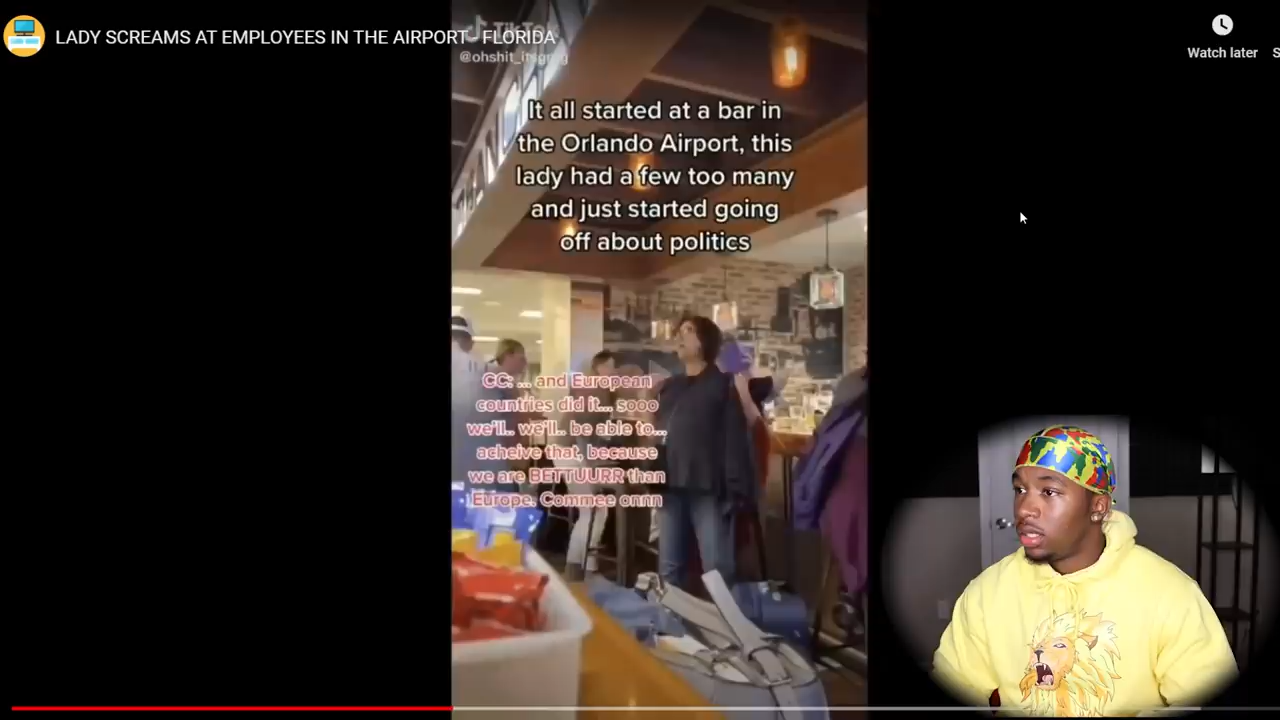 LADY SCREAMS AT EMPLOYEES IN THE AIRPORT - FLORIDA
Watch later
S
TikTok
It all started at a bar in
the Orlando Airport, this
lady had a few too many
and just started going
off about politics
CC: ... and European
countries did it... sooo
we'll.. we'll.. be able to...
acheive that, because
we are BETTUURR than
Europe. Commee onnn